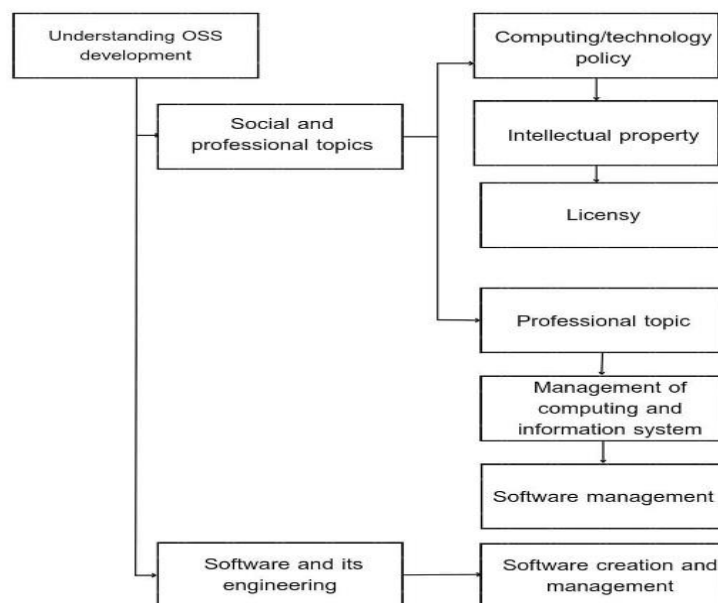 Understanding OSS
development
Computing/technology
policy
Social and
professional topics
Intellectual property
Licensy
Professional topic
Management of
computing and
information system
Software management
Software and its
engineering
Software creation and
management